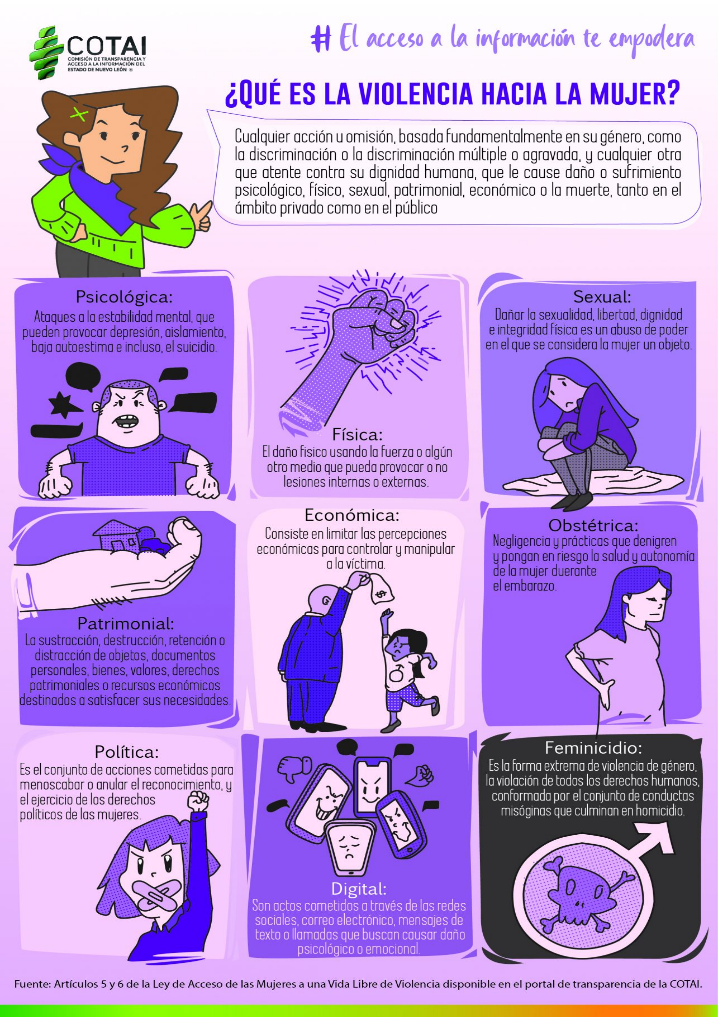 COTAI
COMISIÓN DE TRANSPARENCIA Y
ACCESO A LA INFORMACIÓN DEL
ESTADO DE NUEVO LEÓN
# El acceso a la información te empodera
¿QUÉ ES LA VIOLENCIA HACIA LA MUJER?
Cualquier acción u omisión, basada fundamentalmente en su género, como
la discriminación o la discriminación múltiple o agravada, y cualquier otra
que atente contra su dignidad humana, que le cause daño o sufrimiento
psicológico, físico, sexual, patrimonial, económico o la muerte, tanto en el
ámbito privado como en el público
Psicológica:
Ataques a la estabilidad mental, que
pueden provocar depresión, aislamiento,
baja autoestima e incluso, el suicidio.
Física:
El daño físico usando la fuerza o algún
otro medio que pueda provocar o no
lesiones internas o externas.
Sexual:
Dañar la sexualidad, libertad, dignidad
e integridad física es un abuso de poder
en el que se considera la mujer un objeto.
Patrimonial:
La sustracción, destrucción, retención o
distracción de objetos, documentos
personales, bienes, valores, derechos
patrimoniales o recursos económicos
destinados a satisfacer sus necesidades.
Económica:
Consiste en limitar las percepciones
económicas para controlar y manipular
a la víctima.
$
Obstétrica:
Negligencia y prácticas que denigren
y pongan en riesgo la salud y autonomía
de la mujer duerante
el embarazo.
Política:
Es el conjunto de acciones cometidas para
menoscabar o anular el reconocimiento, y
el ejercicio de los derechos
políticos de las mujeres.
Digital:
Son actos cometidos a través de las redes
sociales, correo electrónico, mensajes de
texto o llamadas que buscan causar daño
psicológico o emocional.
Feminicidio:
Es la forma extrema de violencia de género,
la violación de todos los derechos humanos,
conformada por el conjunto de conductas
misóginas que culminan en homicidio.
Fuente: Artículos 5 y 6 de la Ley de Acceso de las Mujeres a una Vida Libre de Violencia disponible en el portal de transparencia de la COTAI.